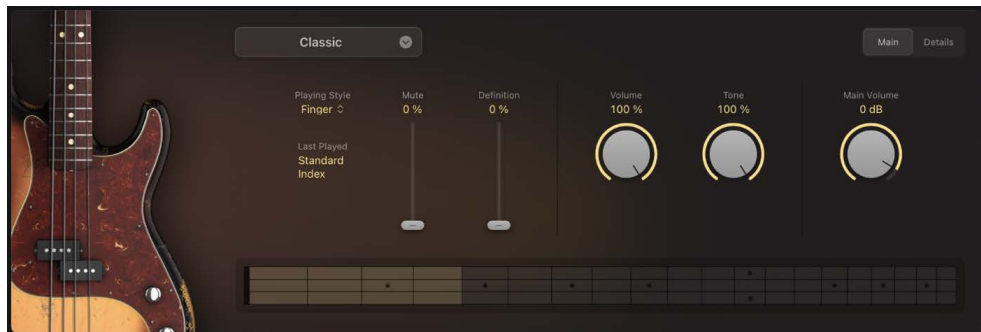 Classic
Main
Details
Playing Style
Finger
Mute
0 %
Definition
0 %
Volume
100 %
Tone
100 %
Main Volume
0 dB
Last Played
Standard
Index